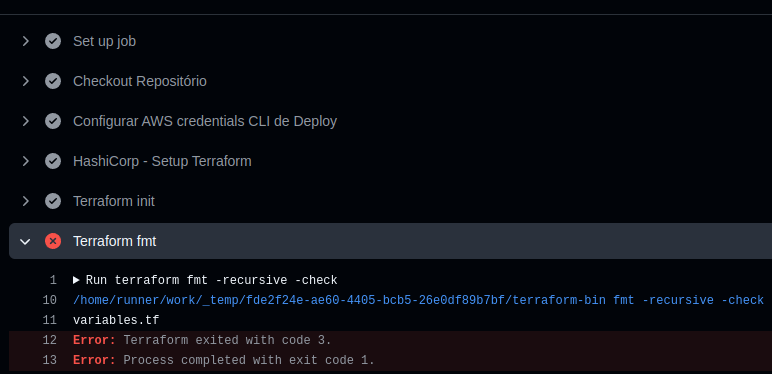 Set up job
Checkout Repositório
Configurar AWS credentials CLI de Deploy
HashiCorp - Setup Terraform
Terraform init
Terraform fmt
1 Run terraform fmt -recursive -check
10 /home/runner/work/_temp/fde2f24e-ae60-4405-bcb5-26e0df89b7bf/terraform-bin fmt -recursive -check
11 variables.tf
12 Error: Terraform exited with code 3.
13 Error: Process completed with exit code 1.